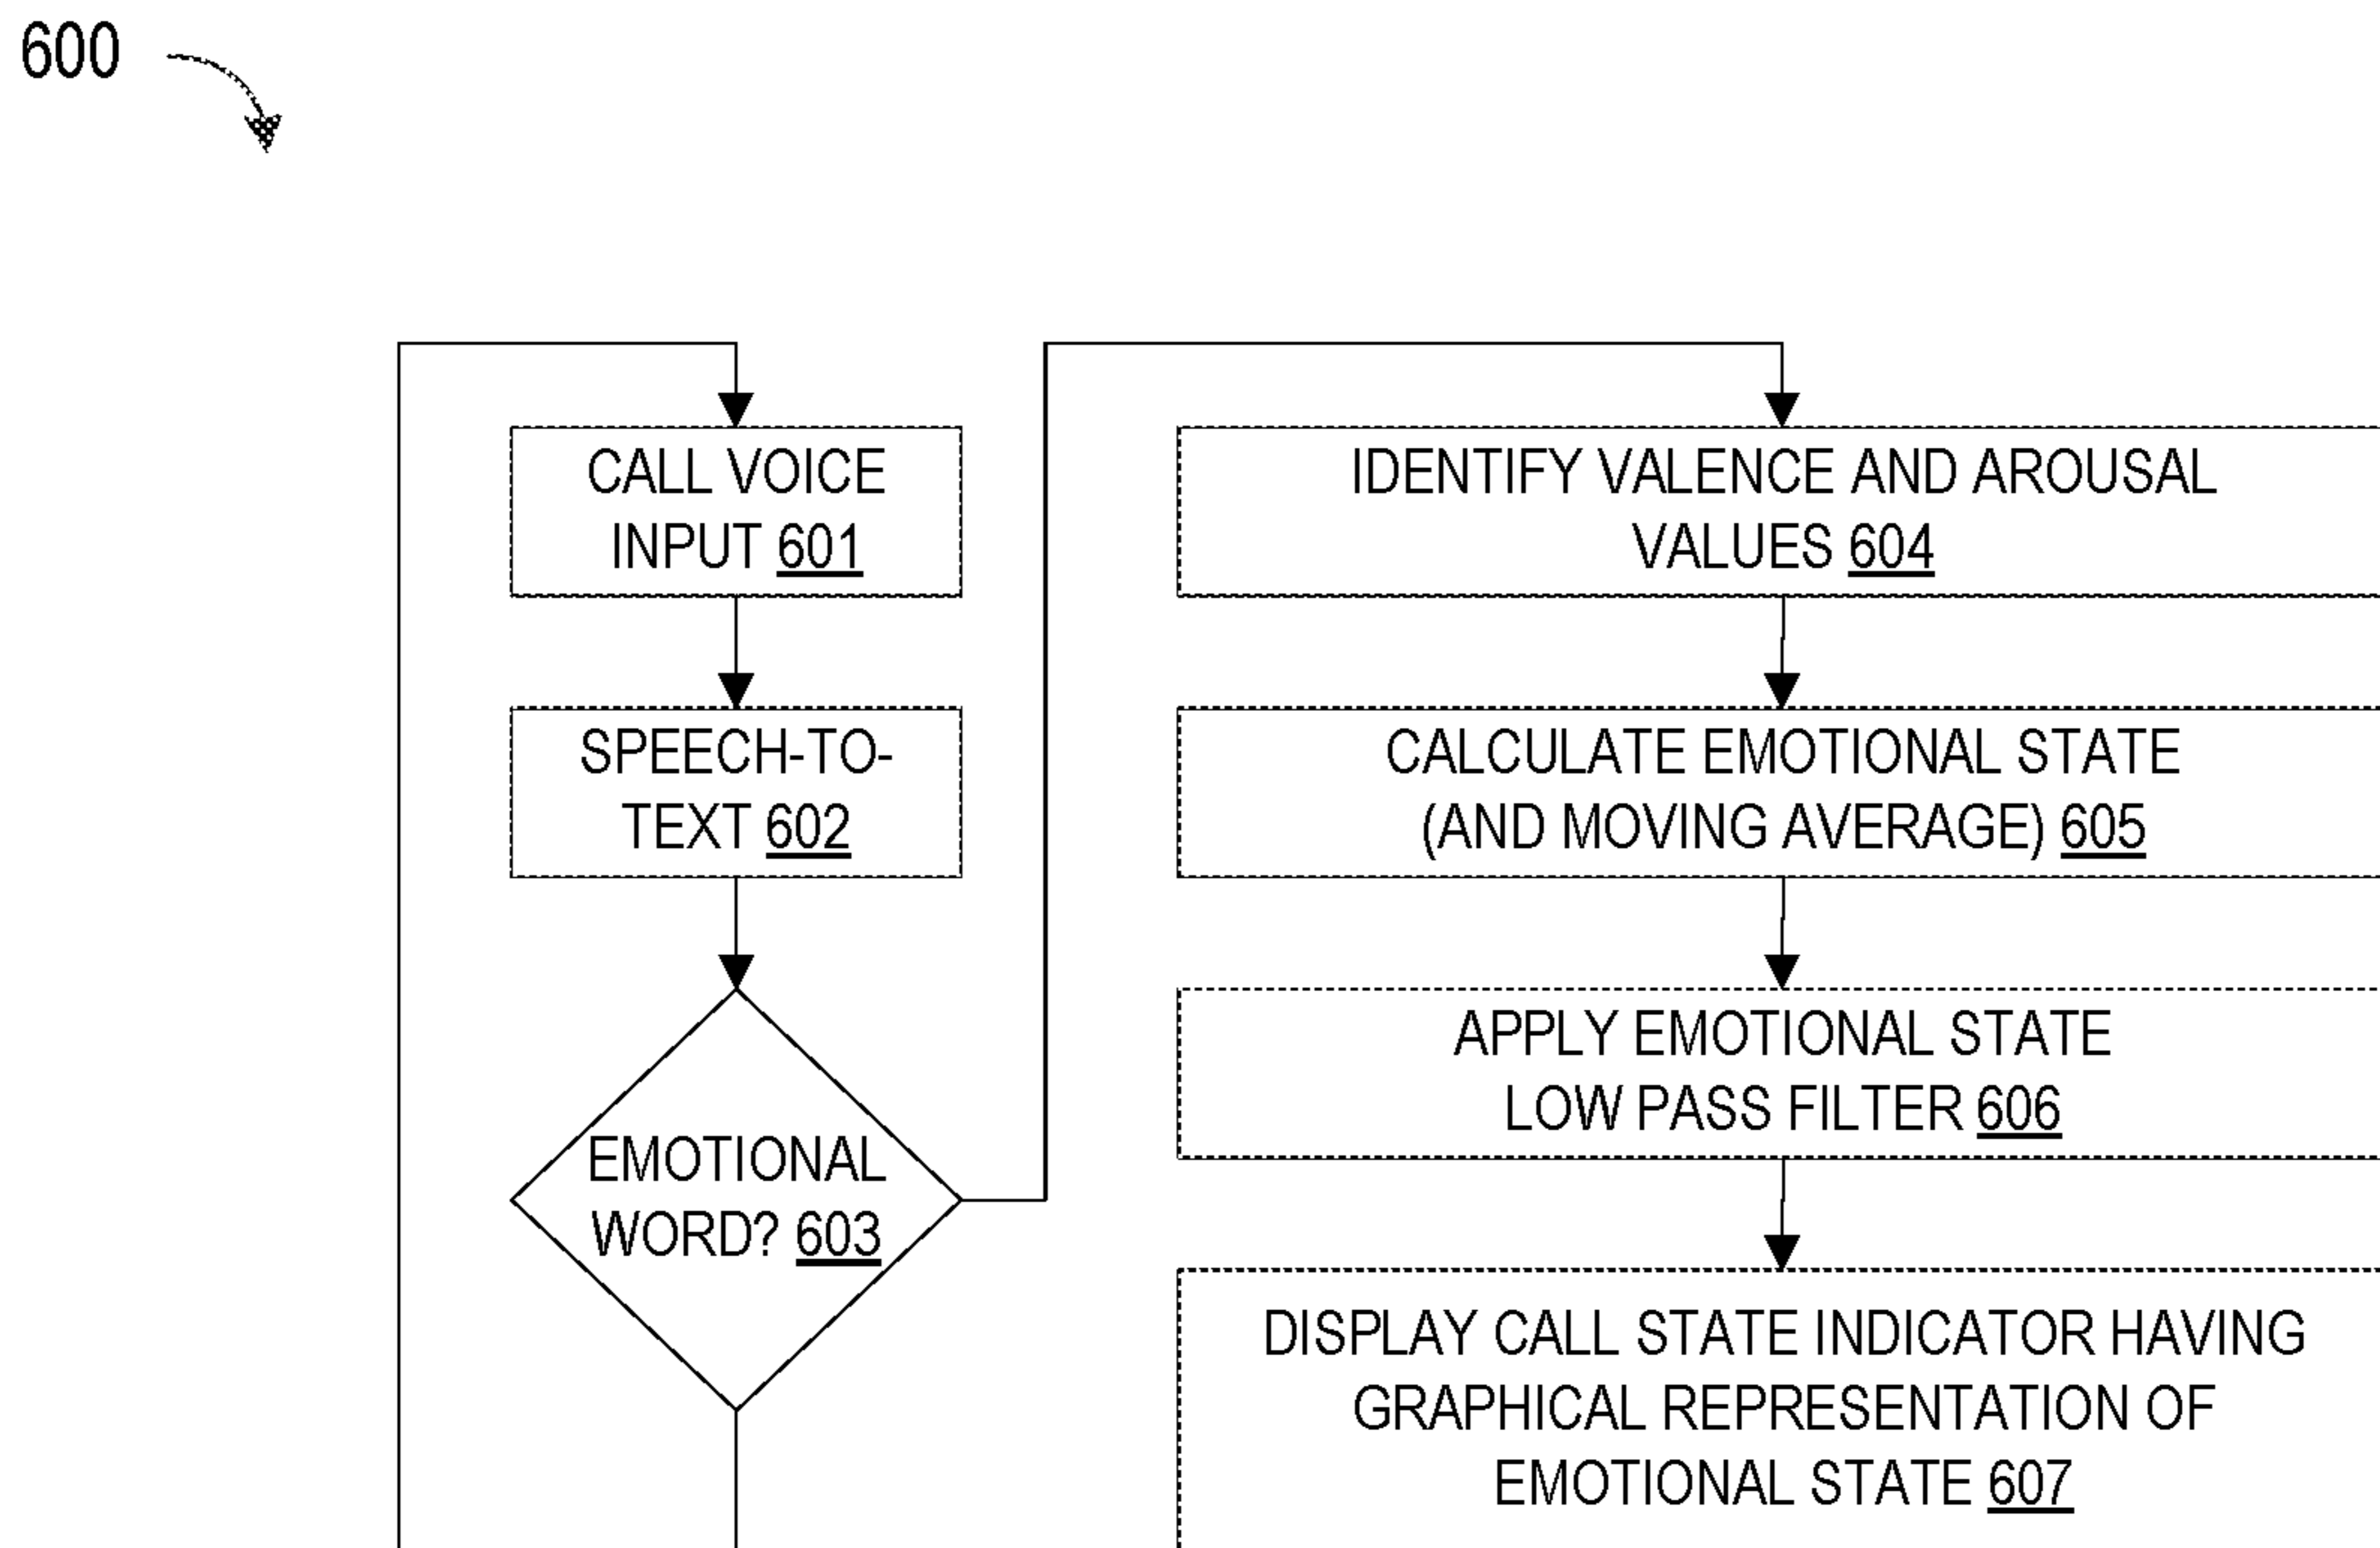 600
CALL VOICE
INPUT 601
SPEECH-TO-
TEXT 602
EMOTIONAL
WORD? 603
IDENTIFY VALENCE AND AROUSAL
VALUES 604
CALCULATE EMOTIONAL STATE
(AND MOVING AVERAGE) 605
APPLY EMOTIONAL STATE
LOW PASS FILTER 606
DISPLAY CALL STATE INDICATOR HAVING
GRAPHICAL REPRESENTATION OF
EMOTIONAL STATE 607